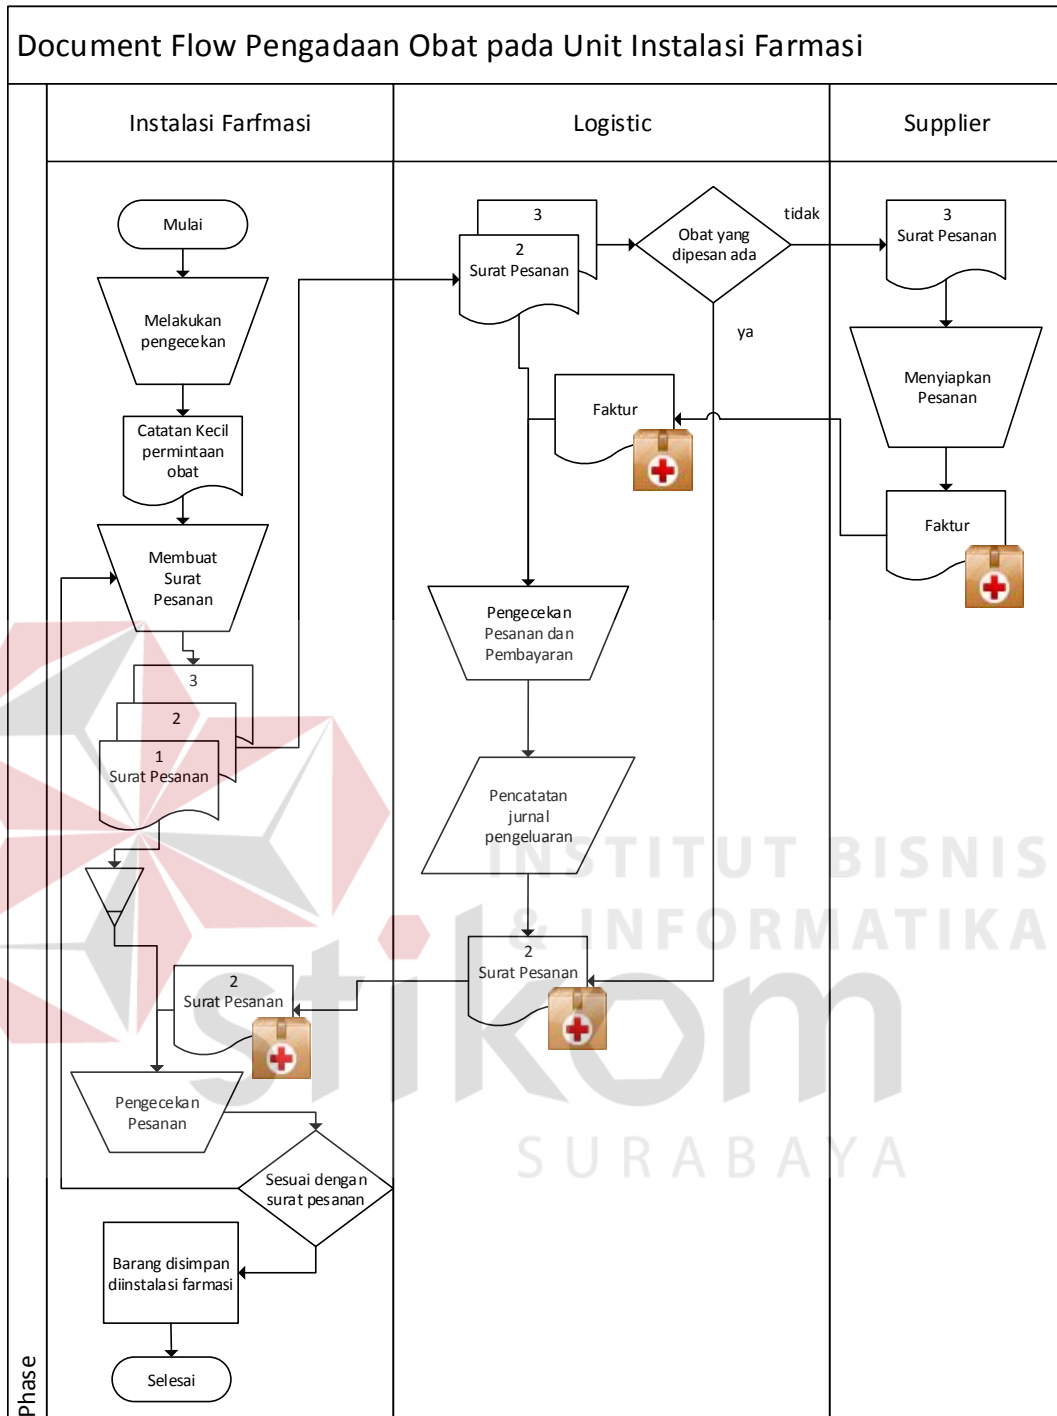 Document Flow Pengadaan Obat pada Unit Instalasi Farmasi
Instalasi Farfmasi
Logistic
Supplier
Phase
Mulai
Melakukan
pengecekan
Catatan Kecil
permintaan
obat
Membuat
Surat
Pesanan
3
2
1
Surat Pesanan
2
Surat Pesanan
Pengecekan
Pesanan
Sesuai dengan
surat pesanan
Barang disimpan
diinstalasi farmasi
Selesai
3
2
Surat Pesanan
Obat yang
dipesan ada
tidak
ya
Faktur
Pengecekan
Pesanan dan
Pembayaran
Pencatatan
jurnal
pengeluaran
2
Surat Pesanan
3
Surat Pesanan
Menyiapkan
Pesanan
Faktur
INSTITUT BISNIS
& INFORMATIKA
stikom
SURABAYA